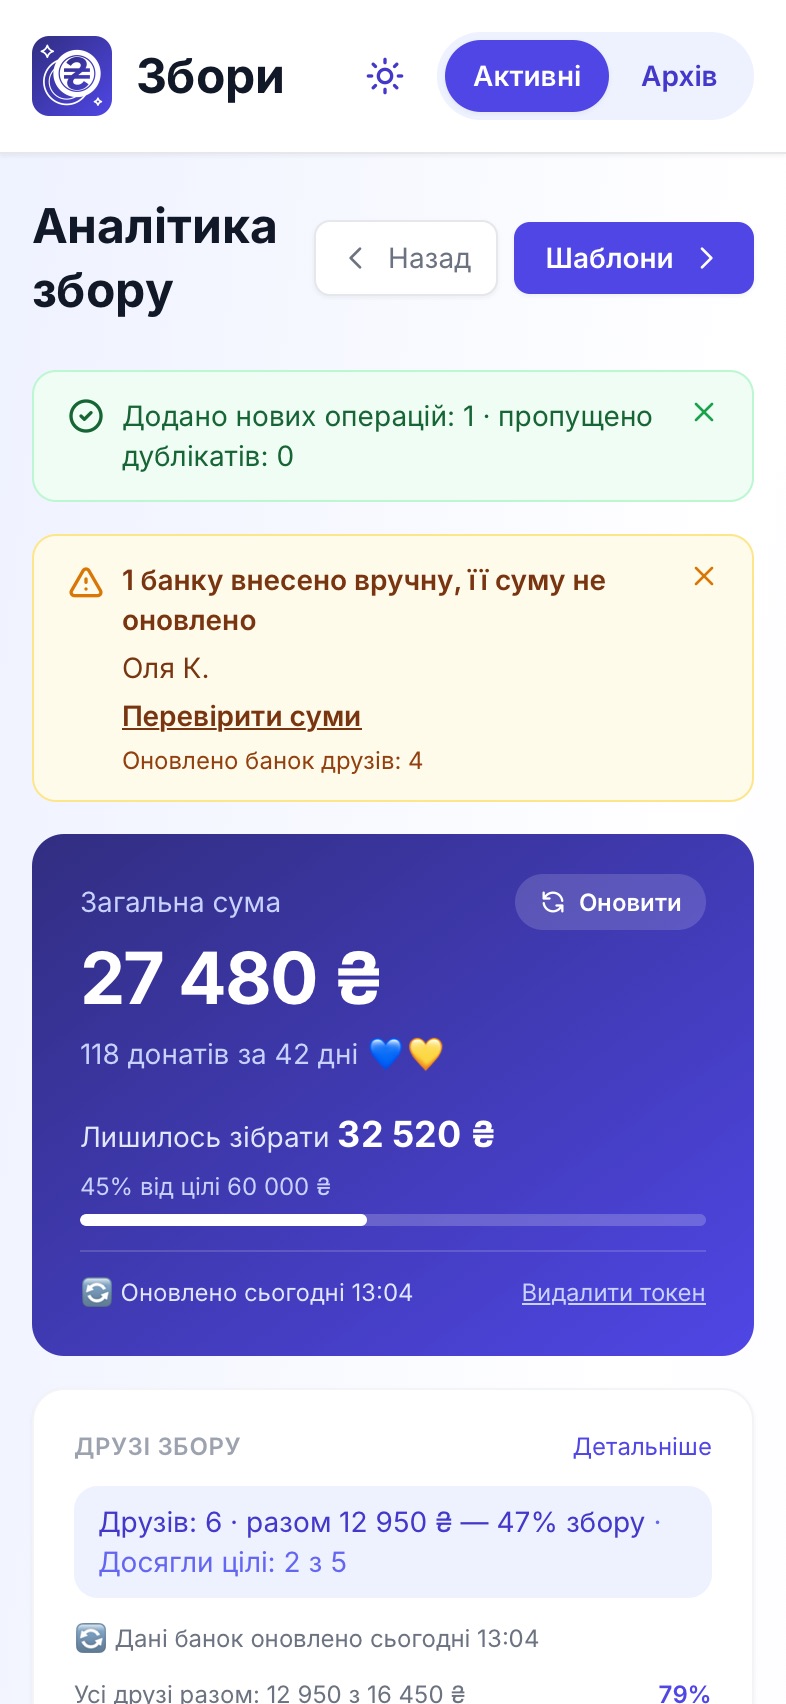 Збори
Активні
Архів
Аналітика
збору
Назад
Шаблони
Додано нових операцій: 1 · пропущено
дублікатів: 0
1 банку внесено вручну, її суму не
оновлено
Оля К.
Перевірити суми
Оновлено банок друзів: 4
Загальна сума
Оновити
27 480 ₴
118 донатів за 42 дні 💙💛
Лишилось зібрати 32 520 ₴
45% від цілі 60 000 ₴
🔄 Оновлено сьогодні 13:04
Видалити токен
ДРУЗІ ЗБОРУ
Детальніше
Друзів: 6 · разом 12 950 ₴ — 47% збору ·
Досягли цілі: 2 з 5
🔄 Дані банок оновлено сьогодні 13:04
Усі друзі разом: 12 950 з 16 450 ₴
79%